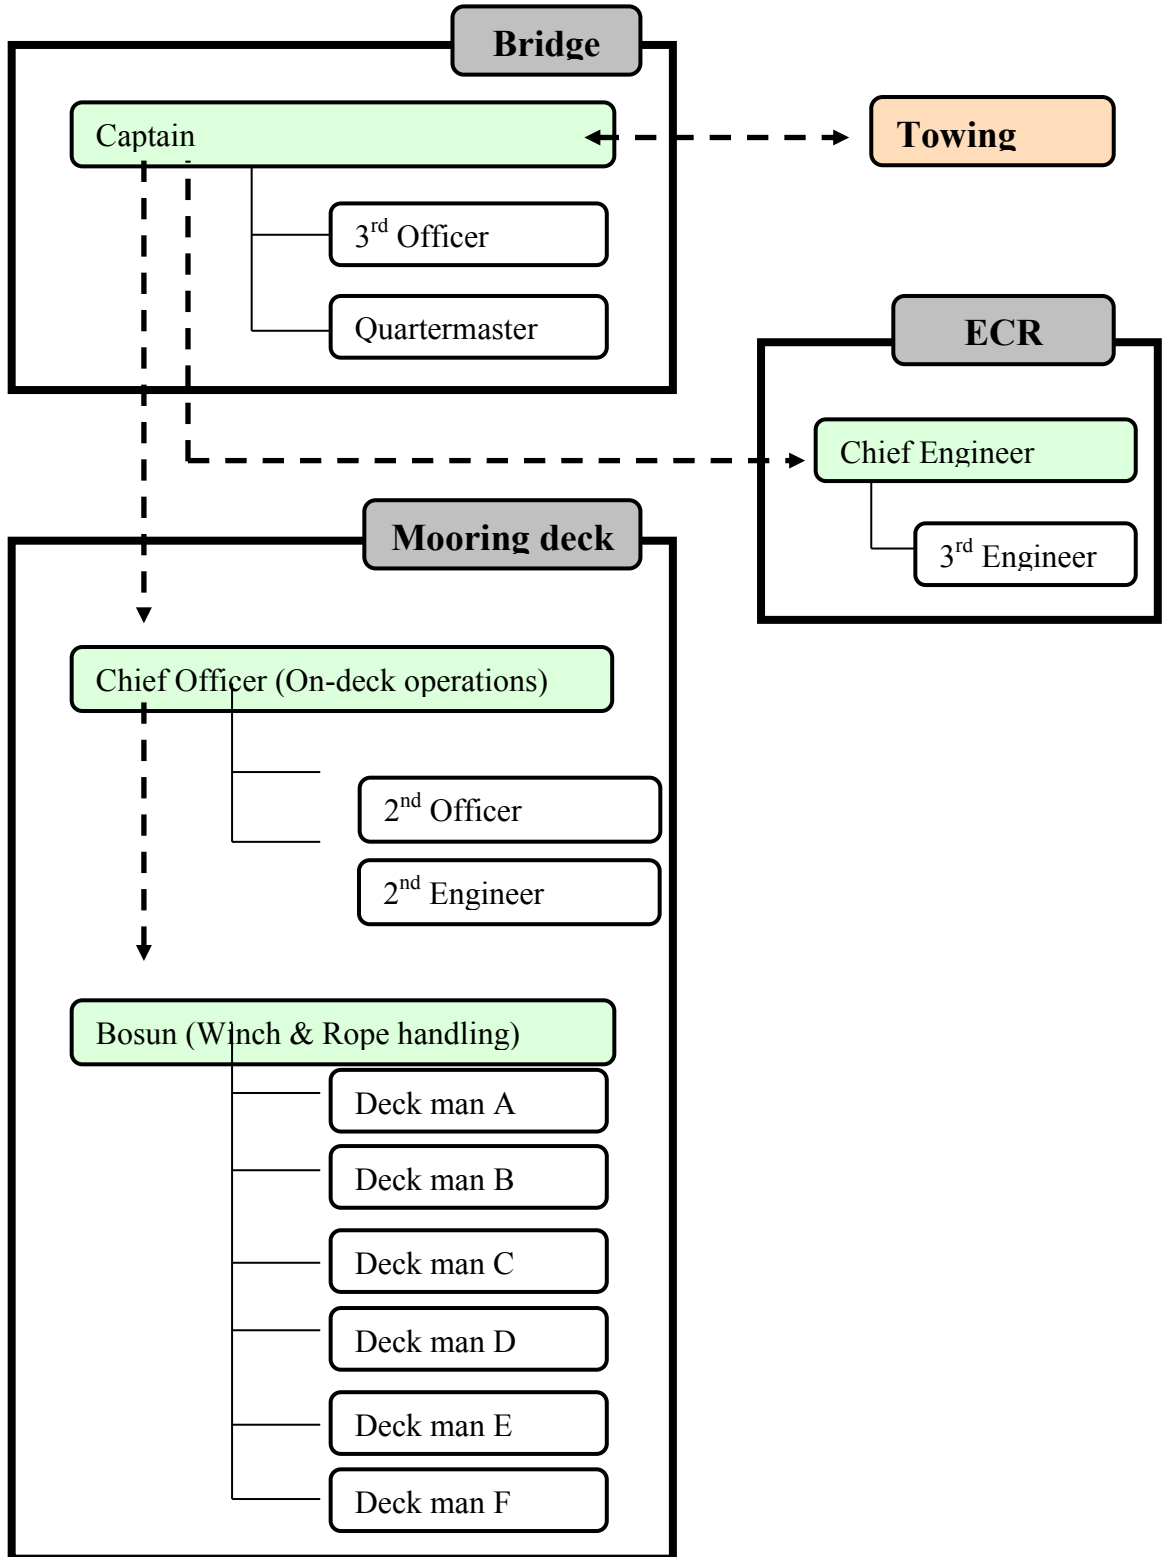 Bridge
Captain
Towing
3rd Officer
Quartermaster
ECR
Chief Engineer
3rd Engineer
Mooring deck
Chief Officer (On-deck operations)
2nd Officer
2nd Engineer
Bosun (Winch & Rope handling)
Deck man A
Deck man B
Deck man C
Deck man D
Deck man E
Deck man F